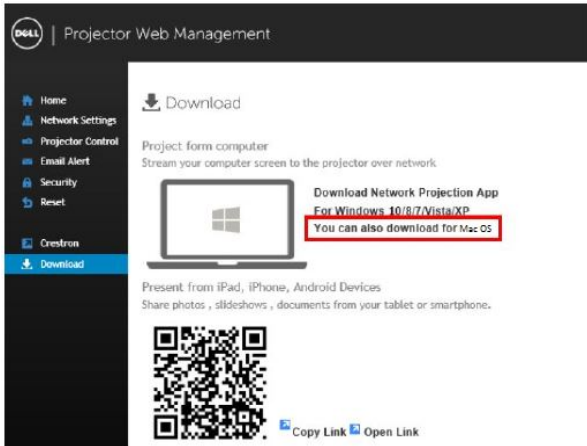 DELL | Projector Web Management
Home
Network Settings
Projector Control
Email Alert
Security
Reset
Crestron
Download
Download
Project form computer
Stream your computer screen to the projector over network
Download Network Projection App
For Windows 10/8/7/Vista/XP
You can also download for Mac OS
Present from iPad, iPhone, Android Devices
Share photos , slideshows , documents from your tablet or smartphone.
Copy Link Open Link